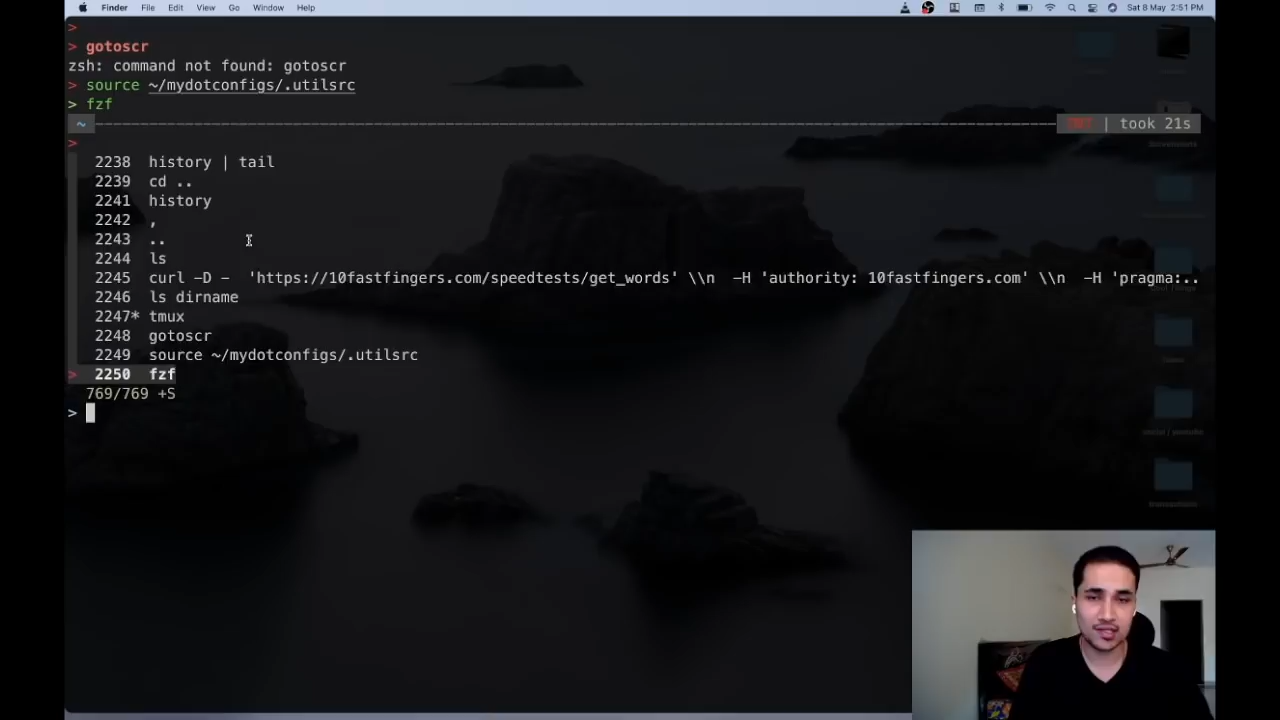 Finder File Edit View Go Window Help Sat 8 May 2:51 PM
>
> gotoscr
zsh: command not found: gotoscr
> source ~/mydotconfigs/.utilsrc
> fzf
~ | took 21s
>
2238 history | tail
2239 cd ..
2241 history
2242 ,
2243 ..
2244 ls
2245 curl -D - 'https://10fastfingers.com/speedtests/get_words' \\n -H 'authority: 10fastfingers.com' \\n -H 'pragma:..
2246 ls dirname
2247* tmux
2248 gotoscr
2249 source ~/mydotconfigs/.utilsrc
> 2250 fzf
769/769 +S
>